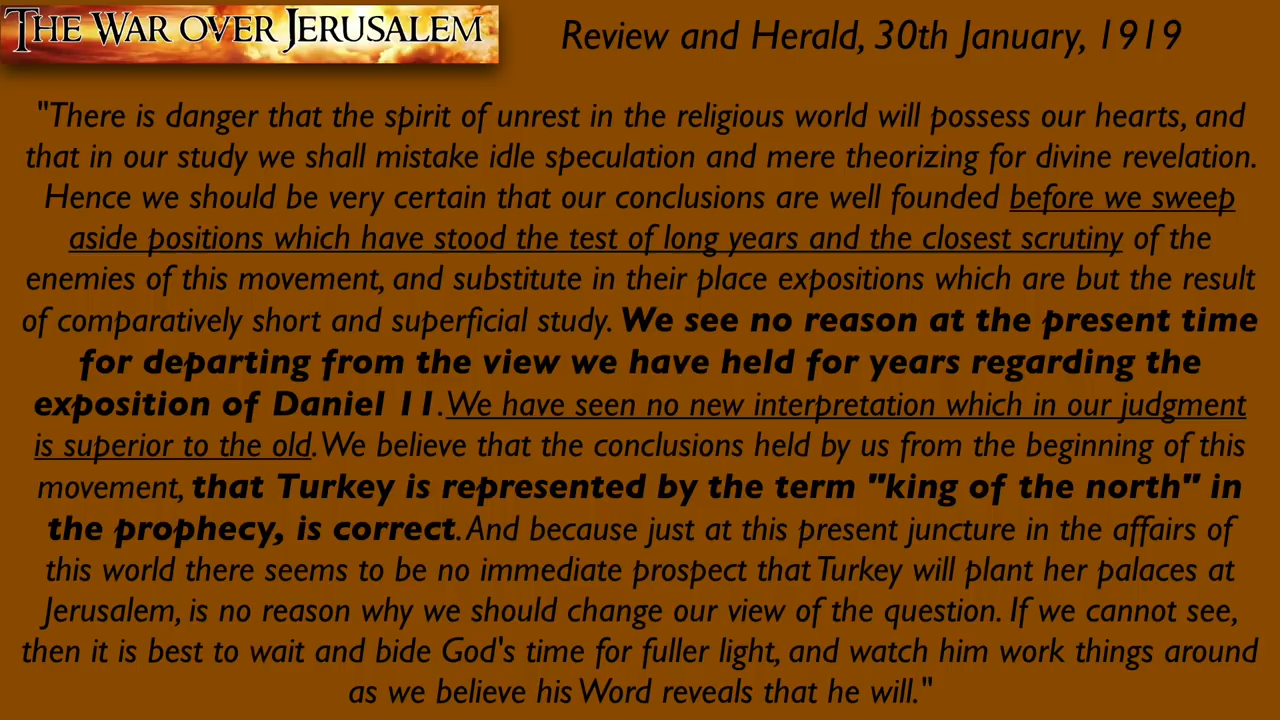 THE WAR OVER JERUSALEM
Review and Herald, 30th January, 1919
"There is danger that the spirit of unrest in the religious world will possess our hearts, and
that in our study we shall mistake idle speculation and mere theorizing for divine revelation.
Hence we should be very certain that our conclusions are well founded before we sweep
aside positions which have stood the test of long years and the closest scrutiny of the
enemies of this movement, and substitute in their place expositions which are but the result
of comparatively short and superficial study. We see no reason at the present time
for departing from the view we have held for years regarding the
exposition of Daniel 11. We have seen no new interpretation which in our judgment
is superior to the old. We believe that the conclusions held by us from the beginning of this
movement, that Turkey is represented by the term "king of the north" in
the prophecy, is correct. And because just at this present juncture in the affairs of
this world there seems to be no immediate prospect that Turkey will plant her palaces at
Jerusalem, is no reason why we should change our view of the question. If we cannot see,
then it is best to wait and bide God's time for fuller light, and watch him work things around
as we believe his Word reveals that he will."